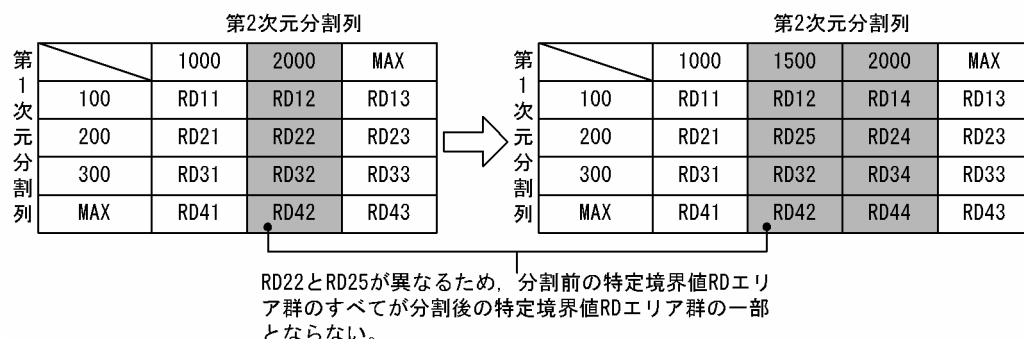 第2次元分割列
第1次元分割列
1000 2000 MAX
100 RD11 RD12 RD13
200 RD21 RD22 RD23
300 RD31 RD32 RD33
MAX RD41 RD42 RD43
第2次元分割列
第1次元分割列
1000 1500 2000 MAX
100 RD11 RD12 RD14 RD13
200 RD21 RD25 RD24 RD23
300 RD31 RD32 RD34 RD33
MAX RD41 RD42 RD44 RD43
RD22とRD25が異なるため，分割前の特定境界値RDエリ
ア群のすべてが分割後の特定境界値RDエリア群の一部
とならない。